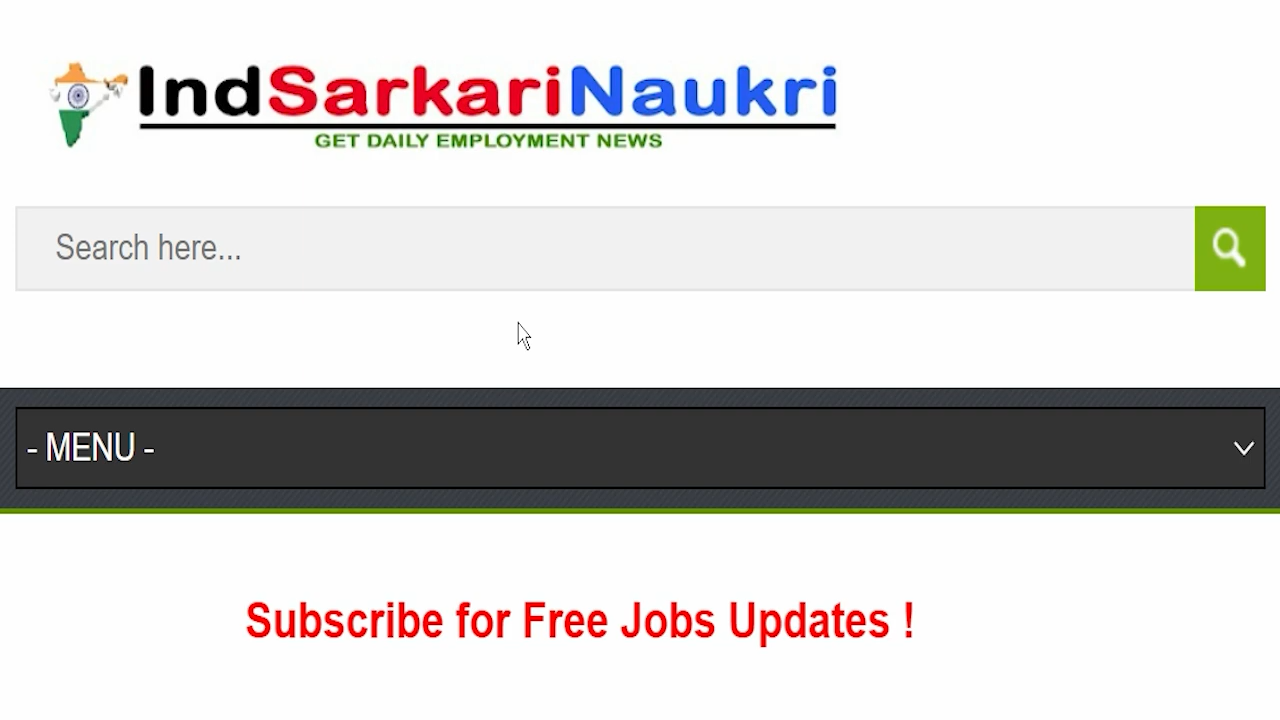 IndSarkariNaukri
GET DAILY EMPLOYMENT NEWS
Search here...
- MENU -
Subscribe for Free Jobs Updates !